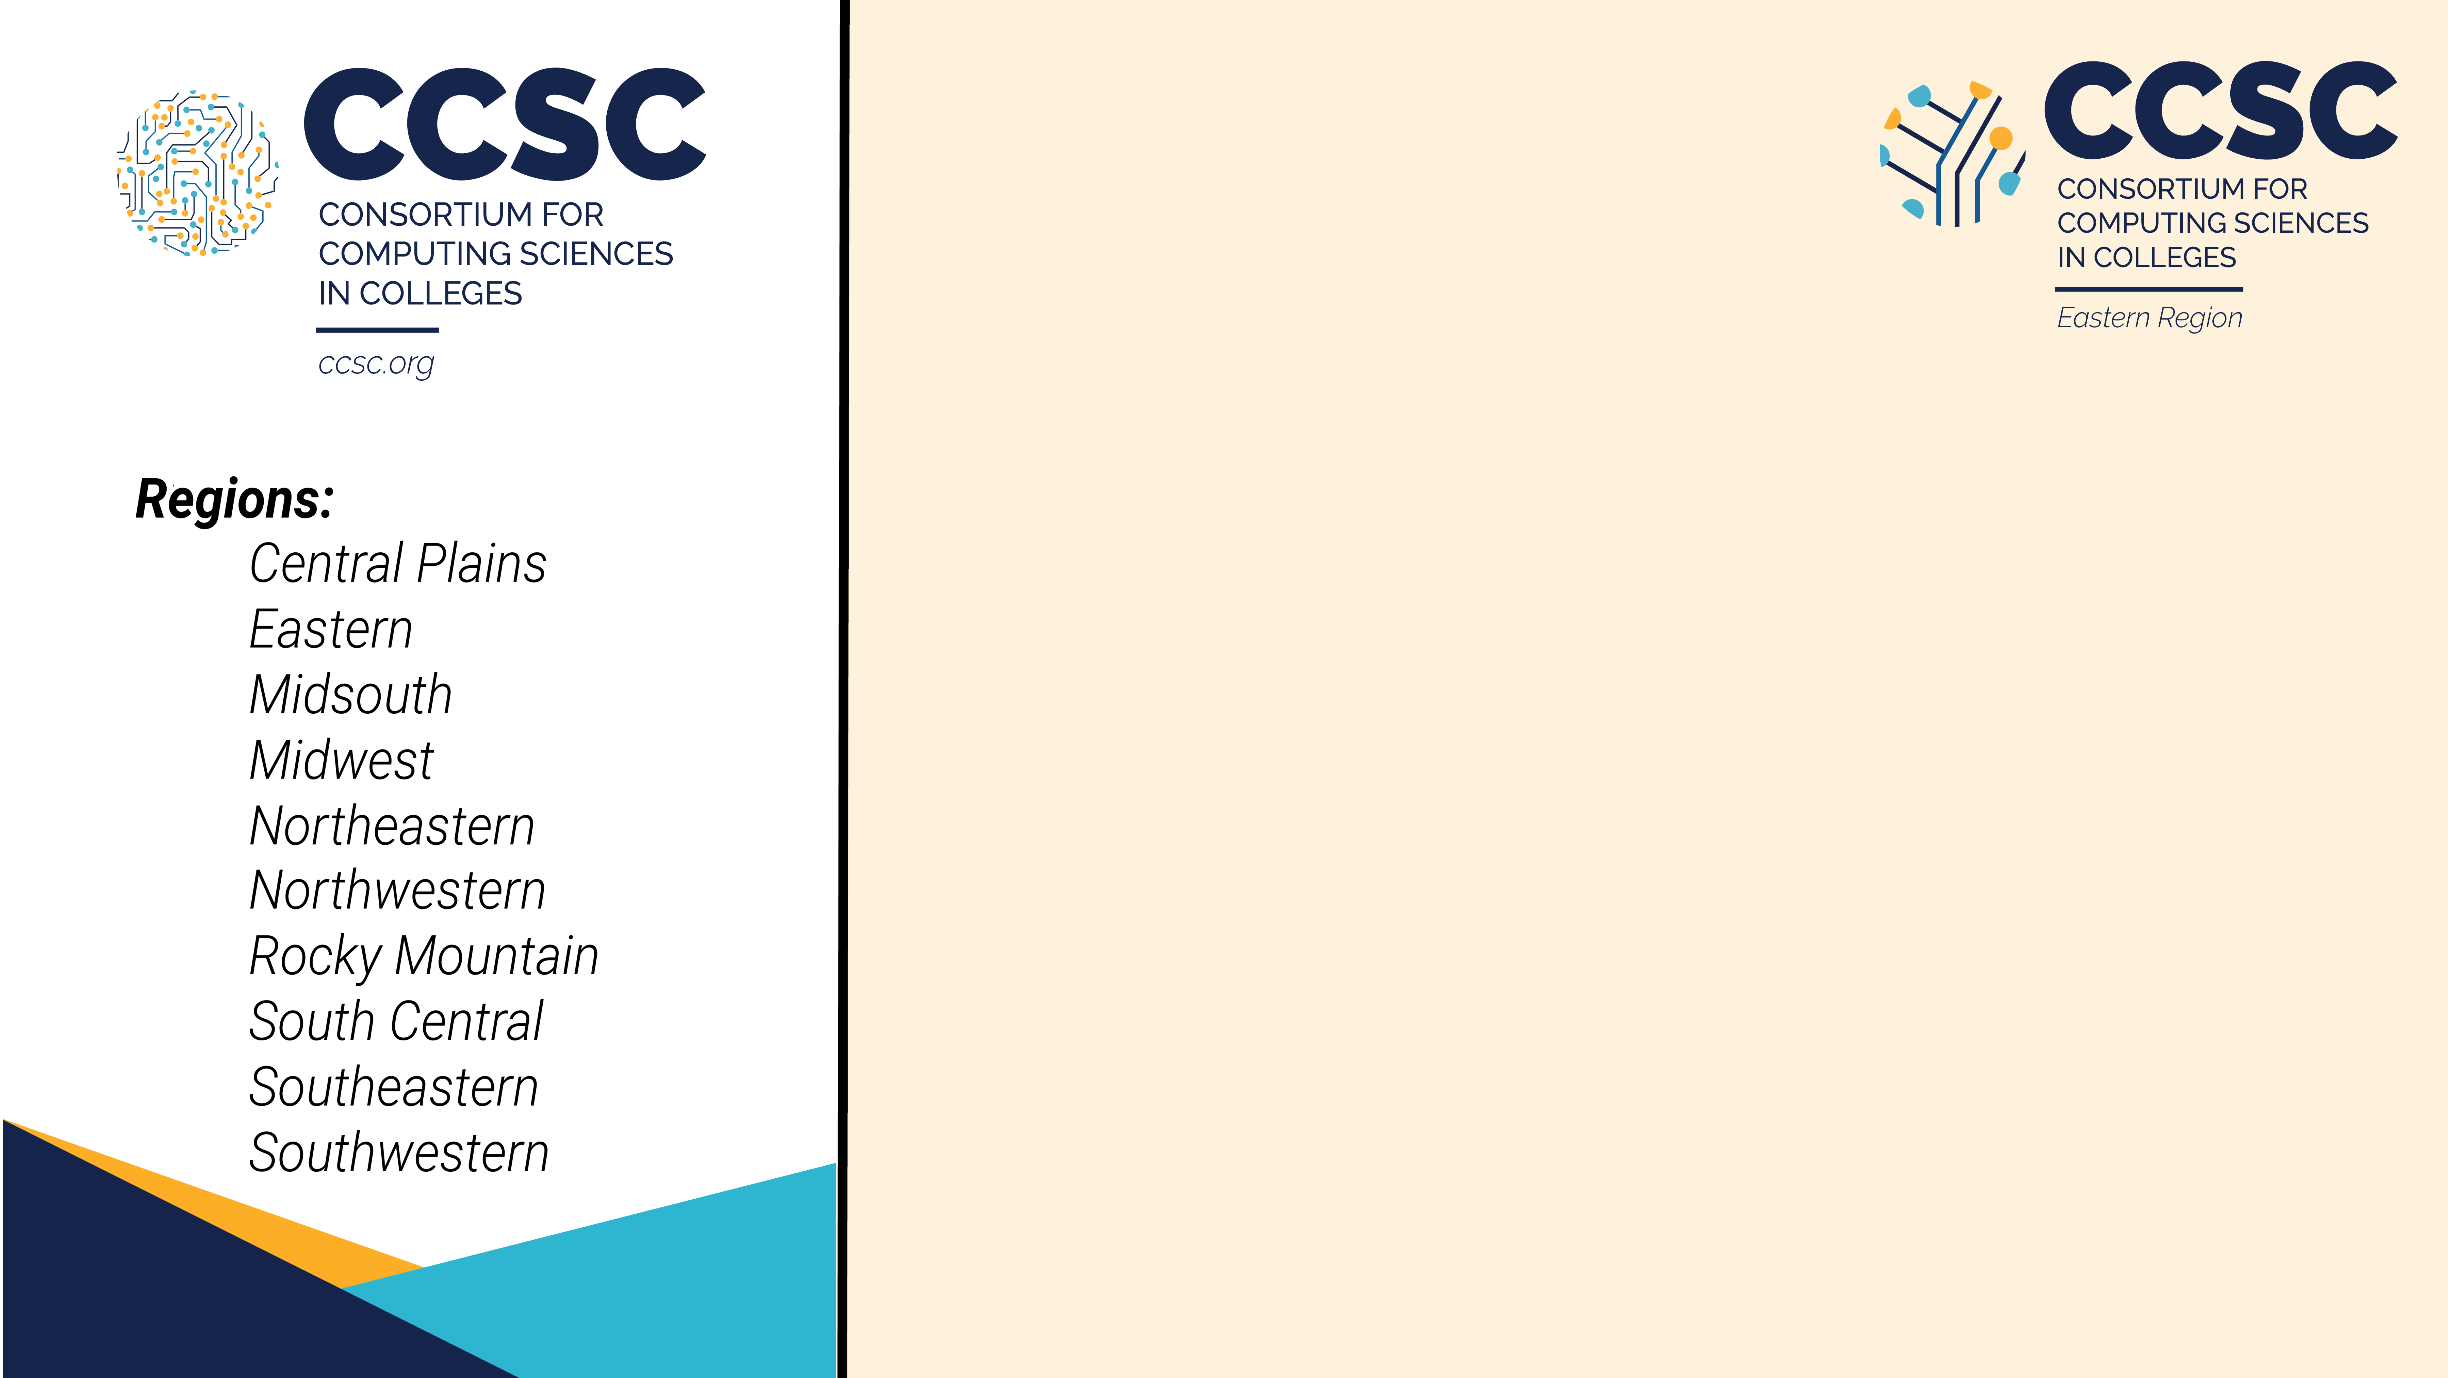 CCSC
CONSORTIUM FOR
COMPUTING SCIENCES
IN COLLEGES
ccsc.org
Regions:
Central Plains
Eastern
Midsouth
Midwest
Northeastern
Northwestern
Rocky Mountain
South Central
Southeastern
Southwestern
CCSC
CONSORTIUM FOR
COMPUTING SCIENCES
IN COLLEGES
Eastern Region